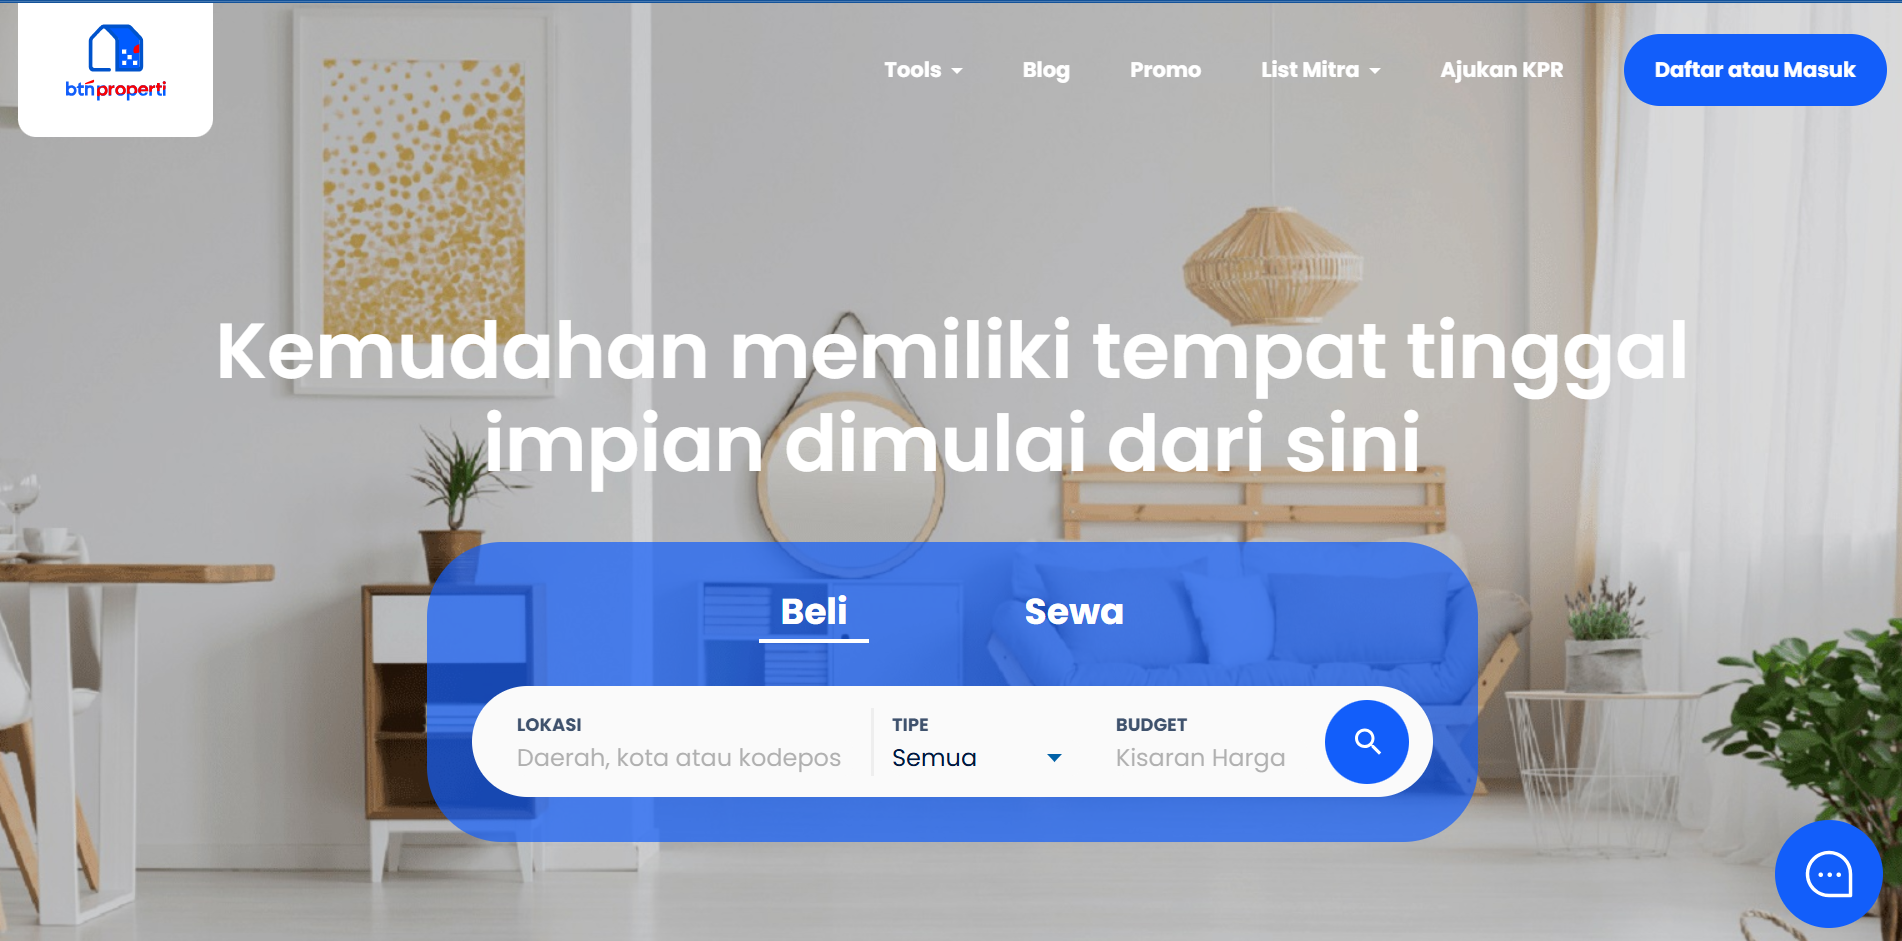 btnproperti
Tools
Blog
Promo
List Mitra
Ajukan KPR
Daftar atau Masuk
Kemudahan memiliki tempat tinggal
impian dimulai dari sini
Beli
Sewa
LOKASI
Daerah, kota atau kodepos
TIPE
Semua
BUDGET
Kisaran Harga